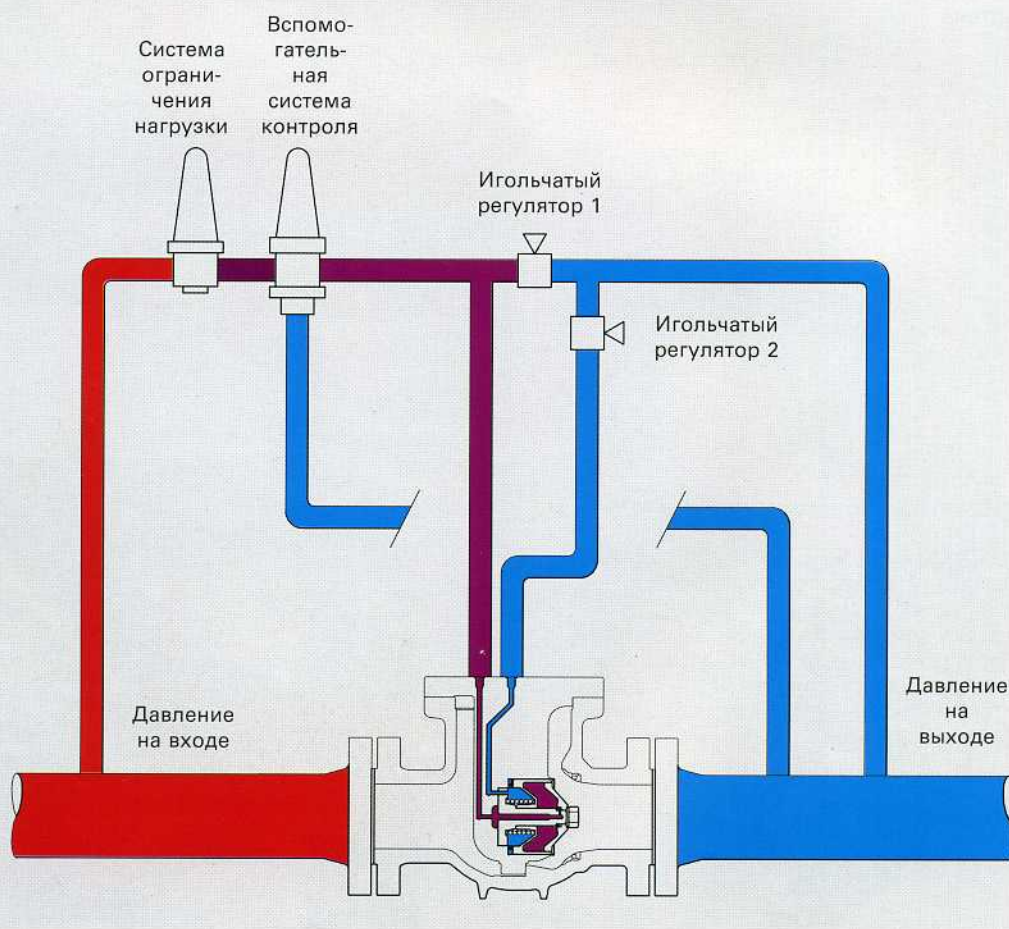 Система
ограни-
чения
нагрузки
Вспомо-
гатель-
ная
система
контроля
Игольчатый
регулятор 1
Игольчатый
регулятор 2
Давление
на входе
Давление
на
выходе